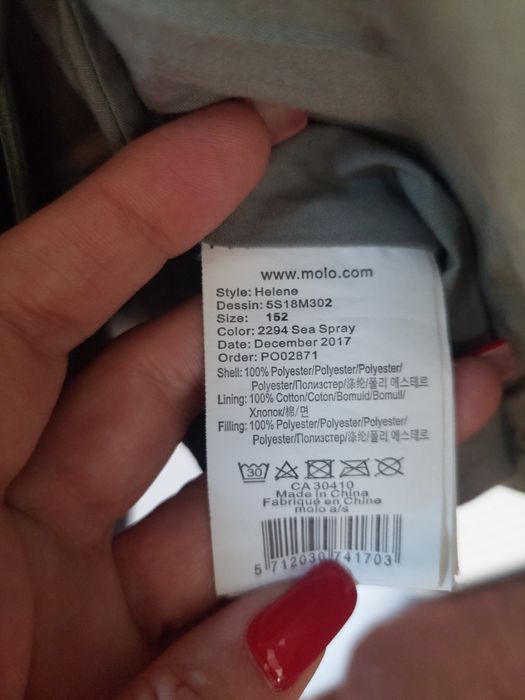 www.molo.com
Style: Helene
Dessin: 5S18M302
Size: 152
Color: 2294 Sea Spray
Date: December 2017
Order: PO02871
Shell: 100% Polyester/Polyester/Polyester/
Polyester/Полиэстер/涤纶/폴리 에스테르
Lining: 100% Cotton/Coton/Bomuld/Bomull/
Хлопок/棉/면
Filling: 100% Polyester/Polyester/Polyester/
Polyester/Полиэстер/涤纶/폴리 에스테르
30
CA 30410
Made in China
Fabriqué en Chine
molo a/s
5 712030 741703